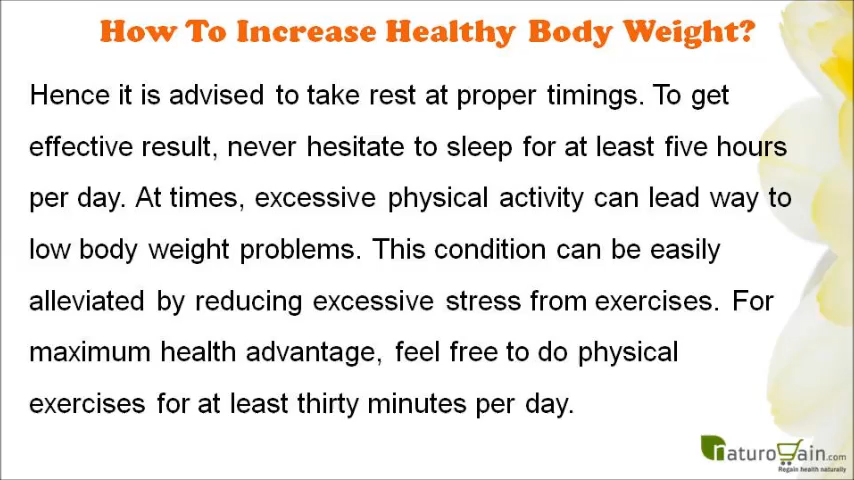 How To Increase Healthy Body Weight?
Hence it is advised to take rest at proper timings. To get
effective result, never hesitate to sleep for at least five hours
per day. At times, excessive physical activity can lead way to
low body weight problems. This condition can be easily
alleviated by reducing excessive stress from exercises. For
maximum health advantage, feel free to do physical
exercises for at least thirty minutes per day.
naturogain.com
Regain health naturally